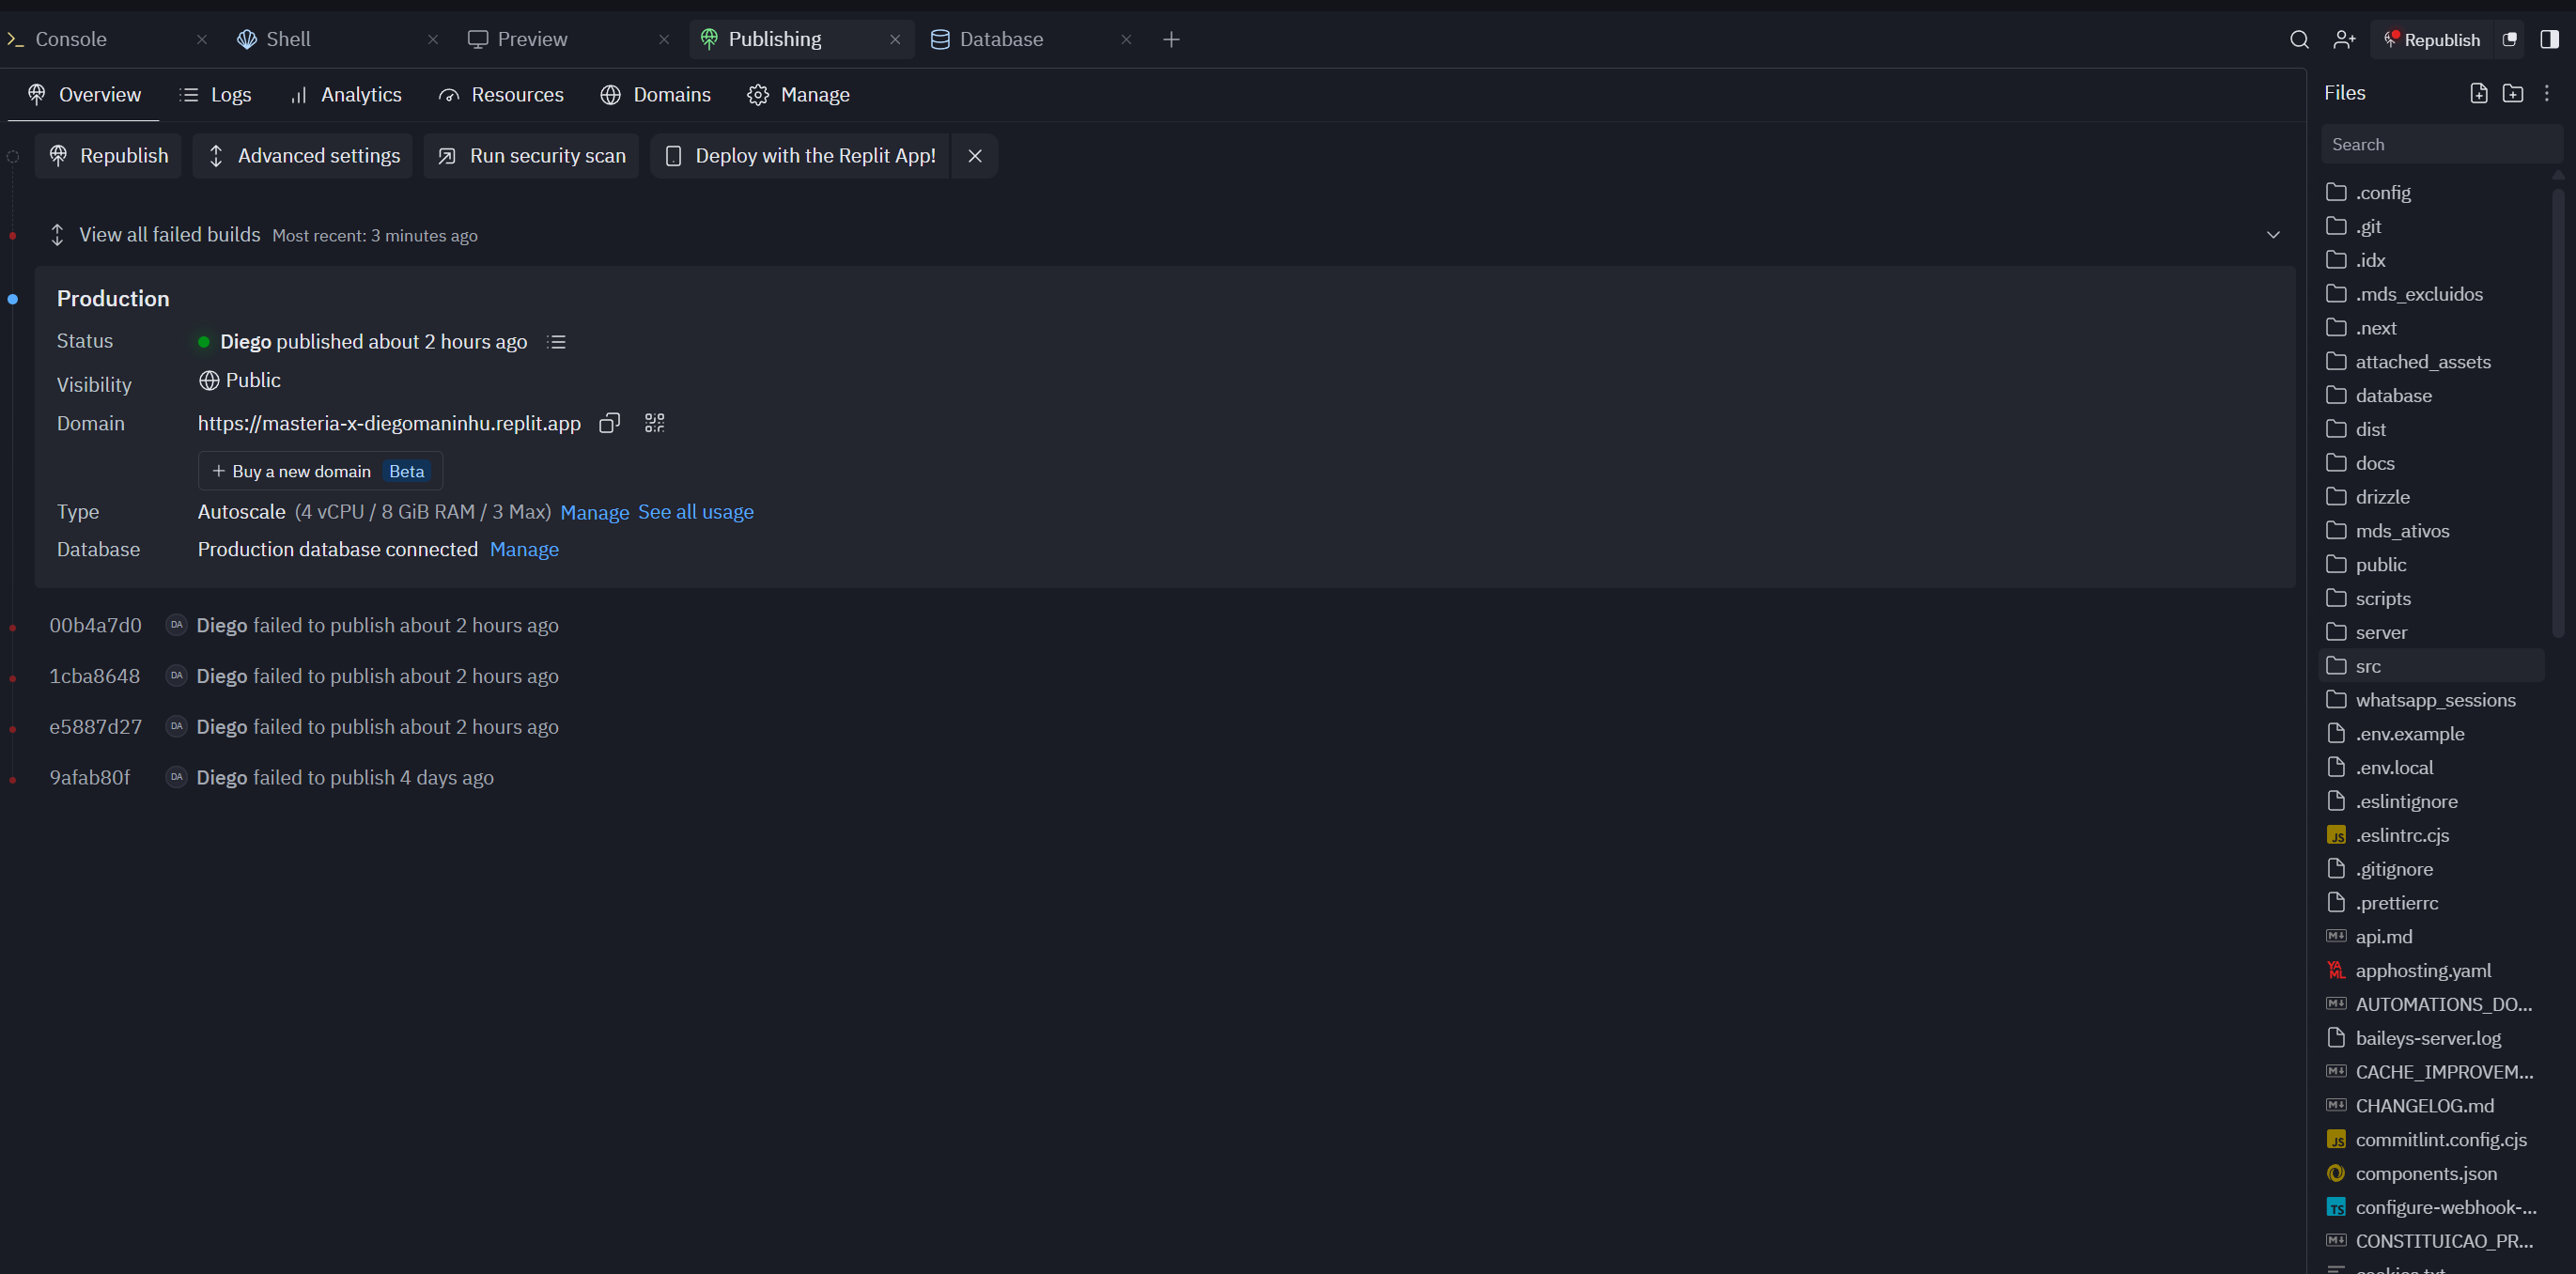 Console
Shell
Preview
Publishing
Database
Republish
Overview
Logs
Analytics
Resources
Domains
Manage
Republish
Advanced settings
Run security scan
Deploy with the Replit App!
View all failed builds Most recent: 3 minutes ago
Production
Status Diego published about 2 hours ago
Visibility Public
Domain https://masteria-x-diegomaninhu.replit.app
+ Buy a new domain Beta
Type Autoscale (4 vCPU / 8 GiB RAM / 3 Max) Manage See all usage
Database Production database connected Manage
00b4a7d0 DA Diego failed to publish about 2 hours ago
1cba8648 DA Diego failed to publish about 2 hours ago
e5887d27 DA Diego failed to publish about 2 hours ago
9afab80f DA Diego failed to publish 4 days ago
Files
Search
.config
.git
.idx
.mds_excluidos
.next
attached_assets
database
dist
docs
drizzle
mds_ativos
public
scripts
server
src
whatsapp_sessions
.env.example
.env.local
.eslintignore
JS .eslintrc.cjs
.gitignore
.prettierrc
M api.md
YAML apphosting.yaml
M AUTOMATIONS_DO...
baileys-server.log
M CACHE_IMPROVEM...
M CHANGELOG.md
JS commitlint.config.cjs
components.json
TS configure-webhook-...
M CONSTITUICAO_PR...